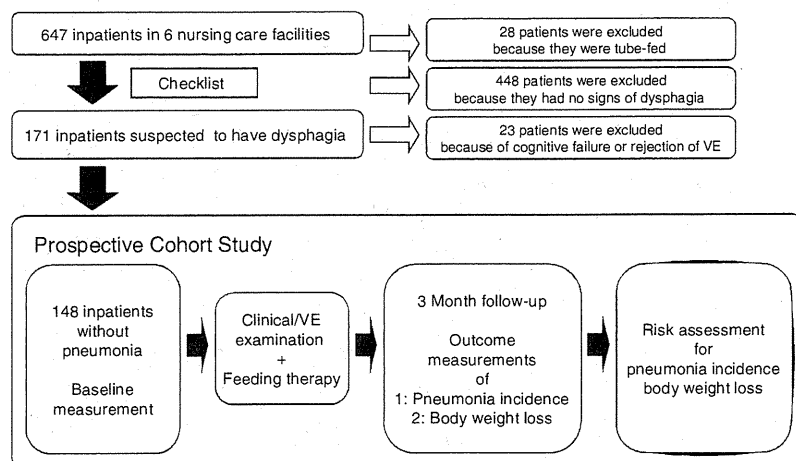 647 inpatients in 6 nursing care facilities
28 patients were excluded
because they were tube-fed
Checklist
448 patients were excluded
because they had no signs of dysphagia
171 inpatients suspected to have dysphagia
23 patients were excluded
because of cognitive failure or rejection of VE
Prospective Cohort Study
148 inpatients
without
pneumonia
Baseline
measurement
Clinical/VE
examination
+
Feeding therapy
3 Month follow-up
Outcome
measurements
of
1: Pneumonia incidence
2: Body weight loss
Risk assessment
for
pneumonia incidence
body weight loss